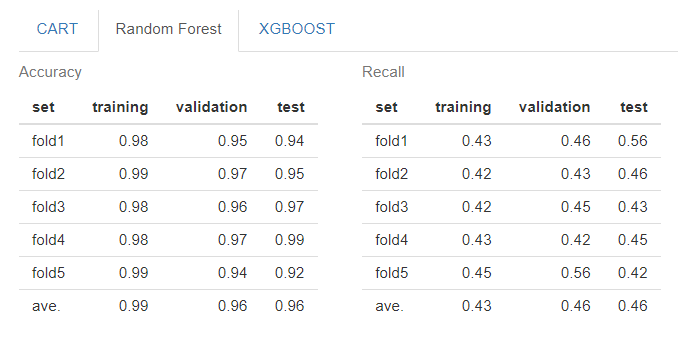 CART Random Forest XGBOOST
Accuracy Recall
set training validation test set training validation test
fold1 0.98 0.95 0.94 fold1 0.43 0.46 0.56
fold2 0.99 0.97 0.95 fold2 0.42 0.43 0.46
fold3 0.98 0.96 0.97 fold3 0.42 0.45 0.43
fold4 0.98 0.97 0.99 fold4 0.43 0.42 0.45
fold5 0.99 0.94 0.92 fold5 0.45 0.56 0.42
ave. 0.99 0.96 0.96 ave. 0.43 0.46 0.46